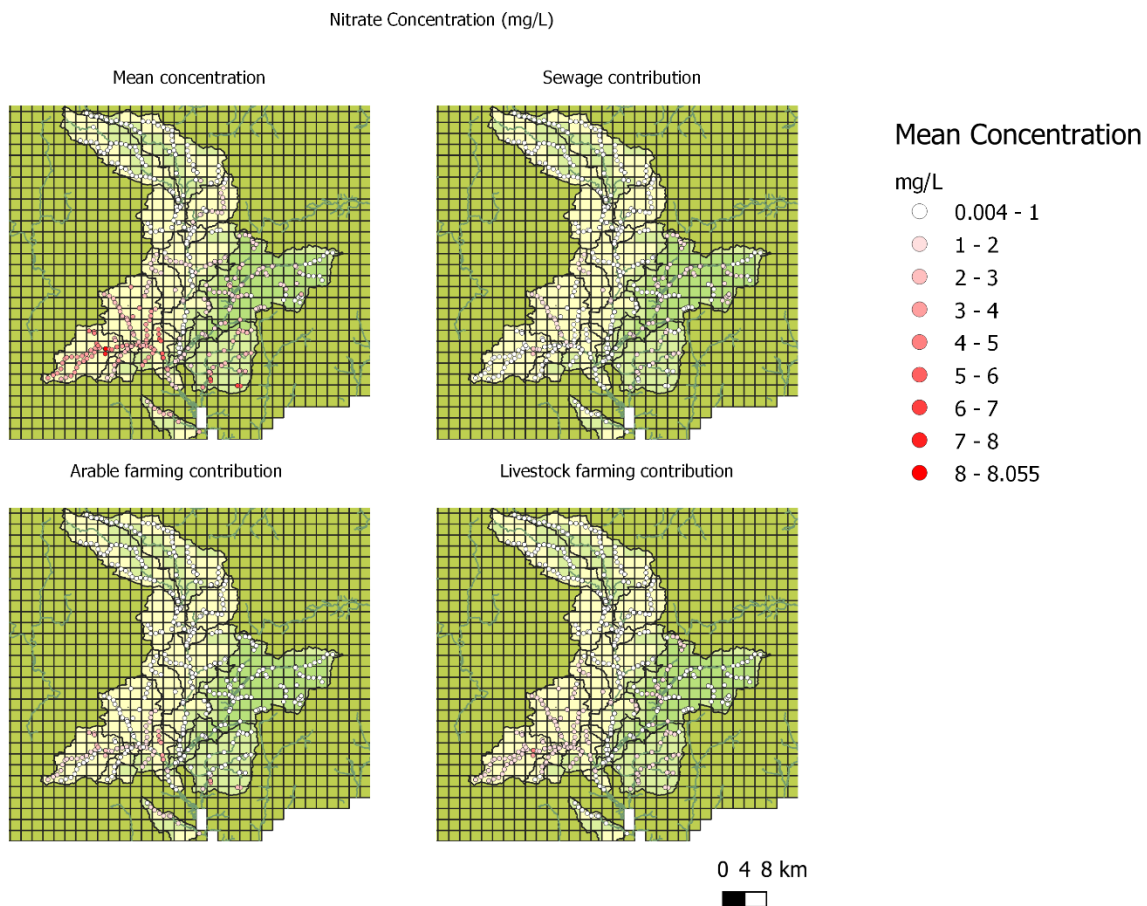 Nitrate Concentration (mg/L)
Mean concentration
Sewage contribution
Arable farming contribution
Livestock farming contribution
Mean Concentration
mg/L
0.004 - 1
1 - 2
2 - 3
3 - 4
4 - 5
5 - 6
6 - 7
7 - 8
8 - 8.055
0 4 8 km